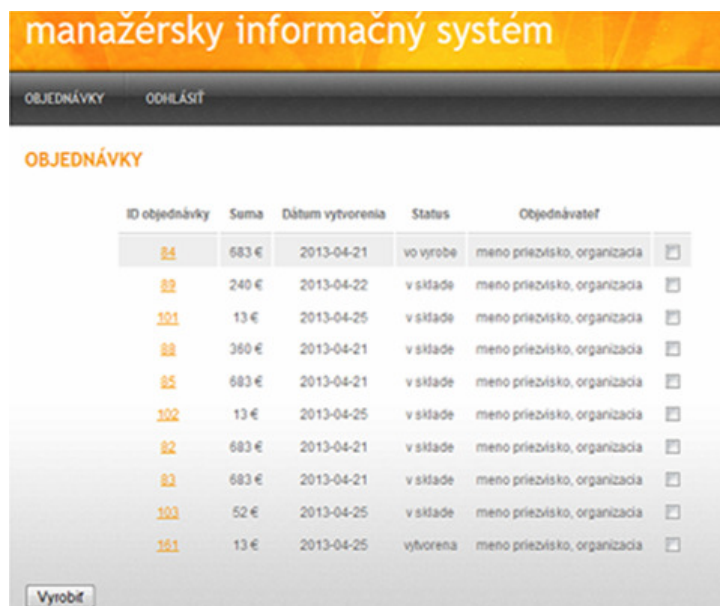 manažérsky informačný systém
OBJEDNÁVKY ODHLÁSIŤ
OBJEDNÁVKY
ID objednávky Suma Dátum vytvorenia Status Objednávateľ
84 683 € 2013-04-21 vo vyrobe meno priezvisko, organizacia
89 240 € 2013-04-22 v sklade meno priezvisko, organizacia
101 13 € 2013-04-25 v sklade meno priezvisko, organizacia
88 360 € 2013-04-21 v sklade meno priezvisko, organizacia
85 683 € 2013-04-21 v sklade meno priezvisko, organizacia
102 13 € 2013-04-25 v sklade meno priezvisko, organizacia
82 683 € 2013-04-21 v sklade meno priezvisko, organizacia
83 683 € 2013-04-21 v sklade meno priezvisko, organizacia
103 52 € 2013-04-25 v sklade meno priezvisko, organizacia
161 13 € 2013-04-25 vytvorena meno priezvisko, organizacia
Vyrobiť